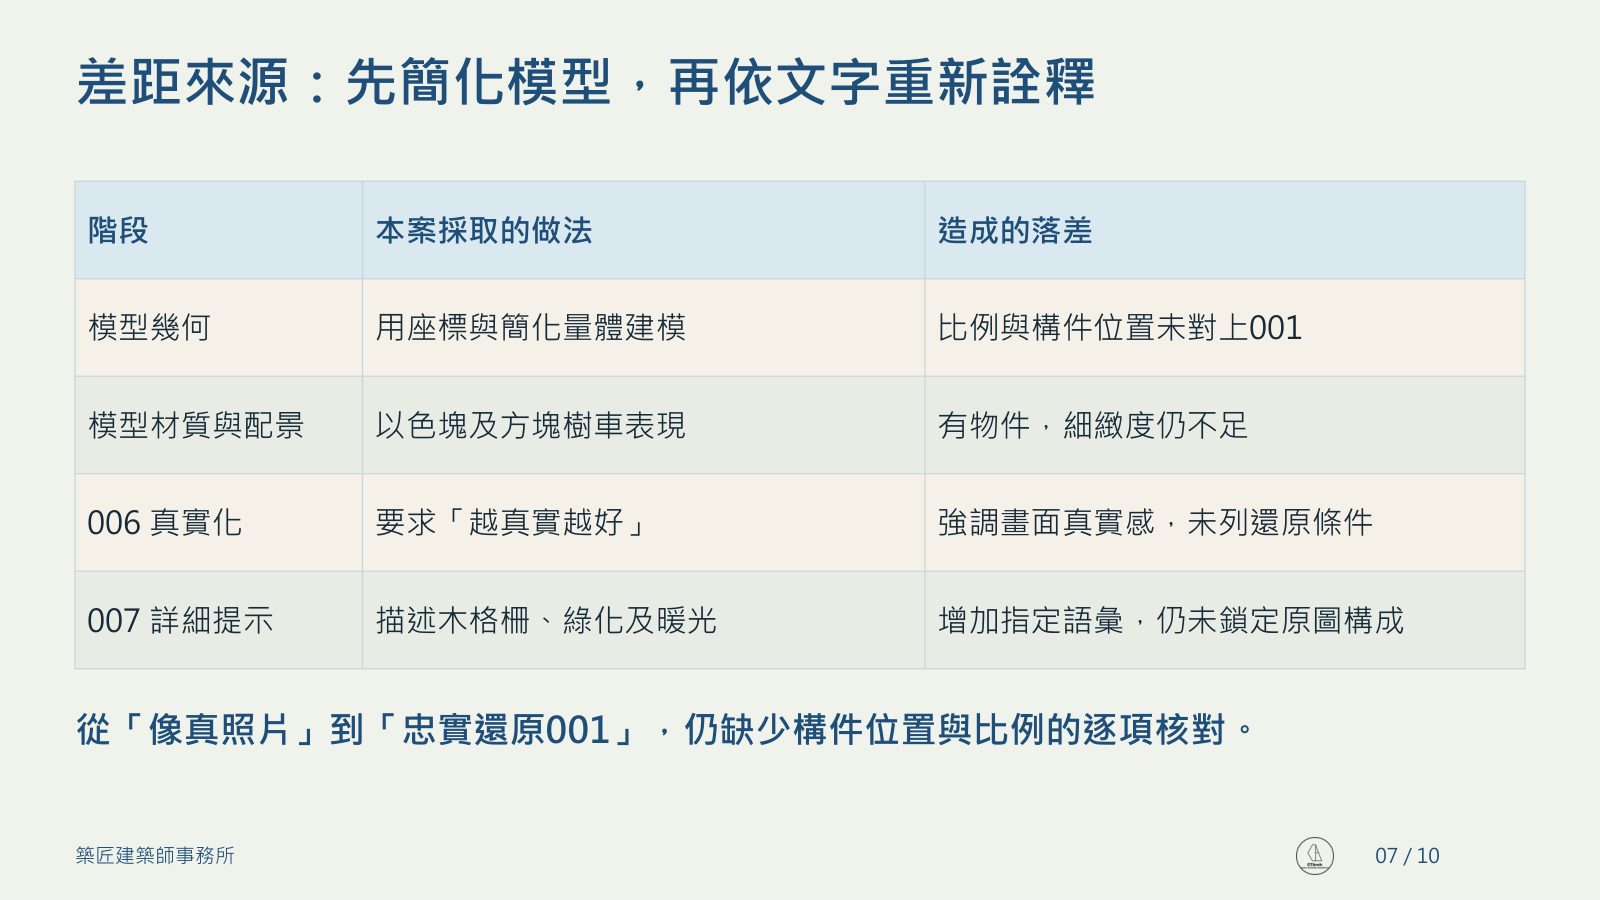 差距來源：先簡化模型，再依文字重新詮釋
階段 本案採取的做法 造成的落差
模型幾何 用座標與簡化量體建模 比例與構件位置未對上001
模型材質與配景 以色塊及方塊樹車表現 有物件，細緻度仍不足
006 真實化 要求「越真實越好」 強調畫面真實感，未列還原條件
007 詳細提示 描述木格柵、綠化及暖光 增加指定語彙，仍未鎖定原圖構成
從「像真照片」到「忠實還原001」，仍缺少構件位置與比例的逐項核對。
築匠建築師事務所
07 / 10